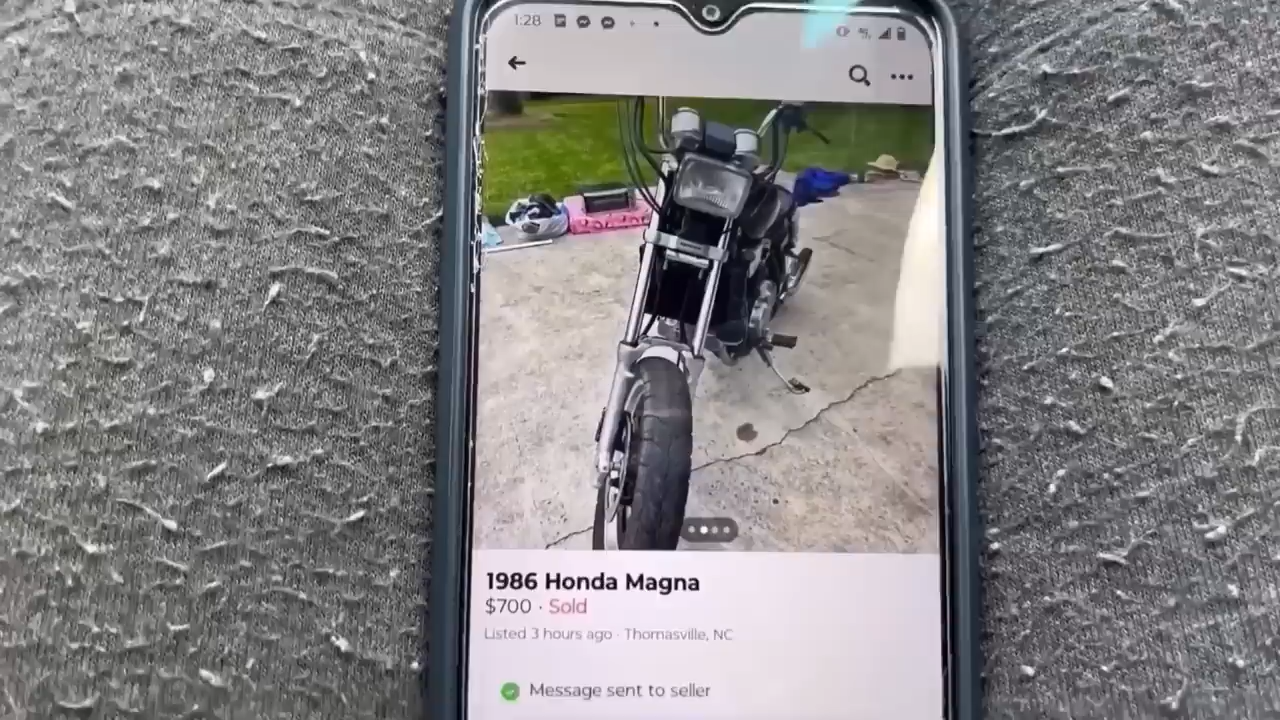 1:28
1986 Honda Magna
$700 · Sold
Listed 3 hours ago · Thomasville, NC
Message sent to seller